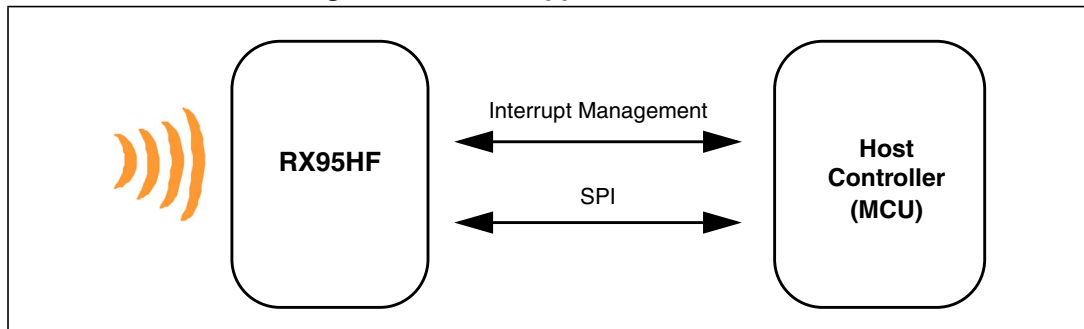 Interrupt Management
RX95HF
SPI
Host
Controller
(MCU)